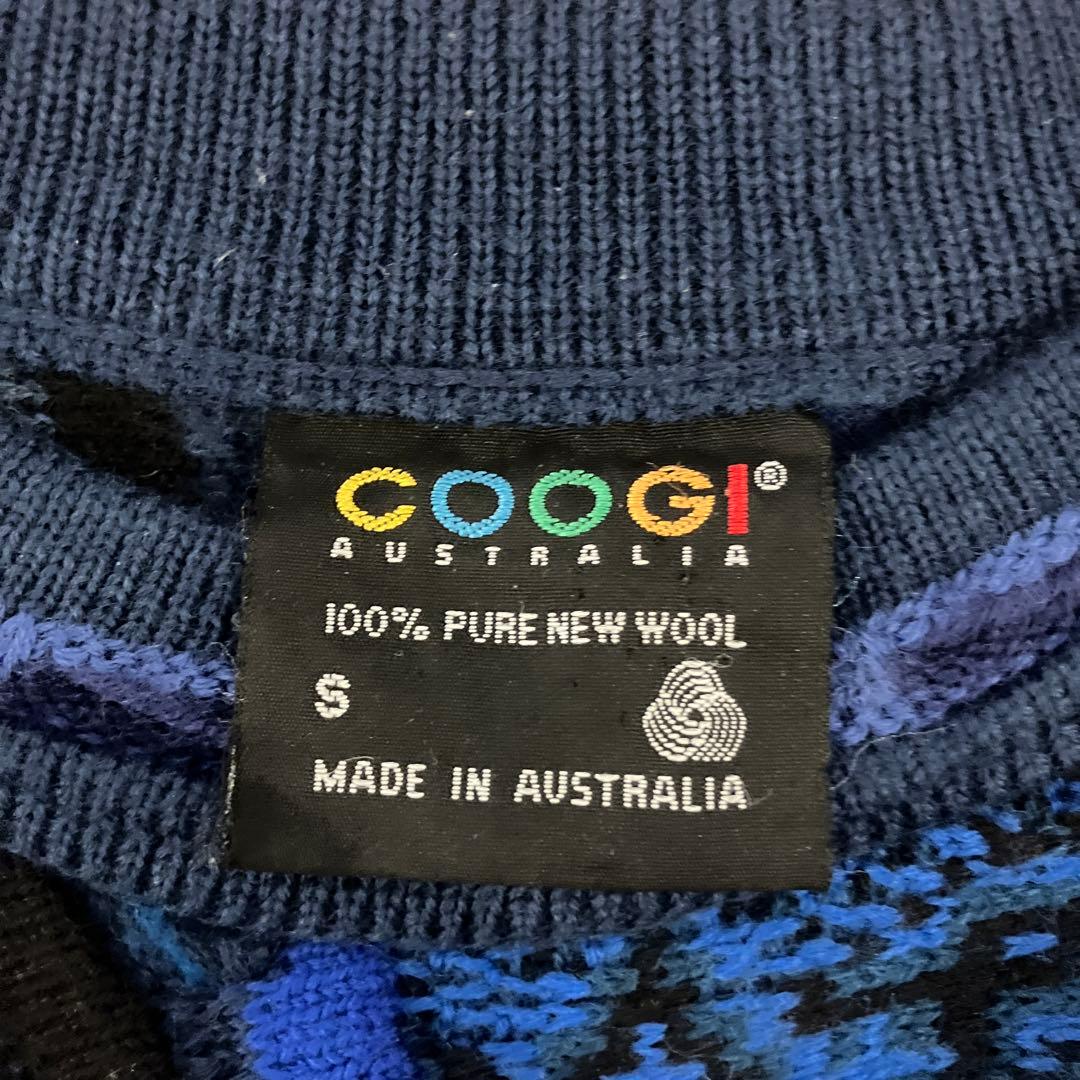 COOGI®
AUSTRALIA
100% PURE NEW WOOL
S
MADE IN AUSTRALIA